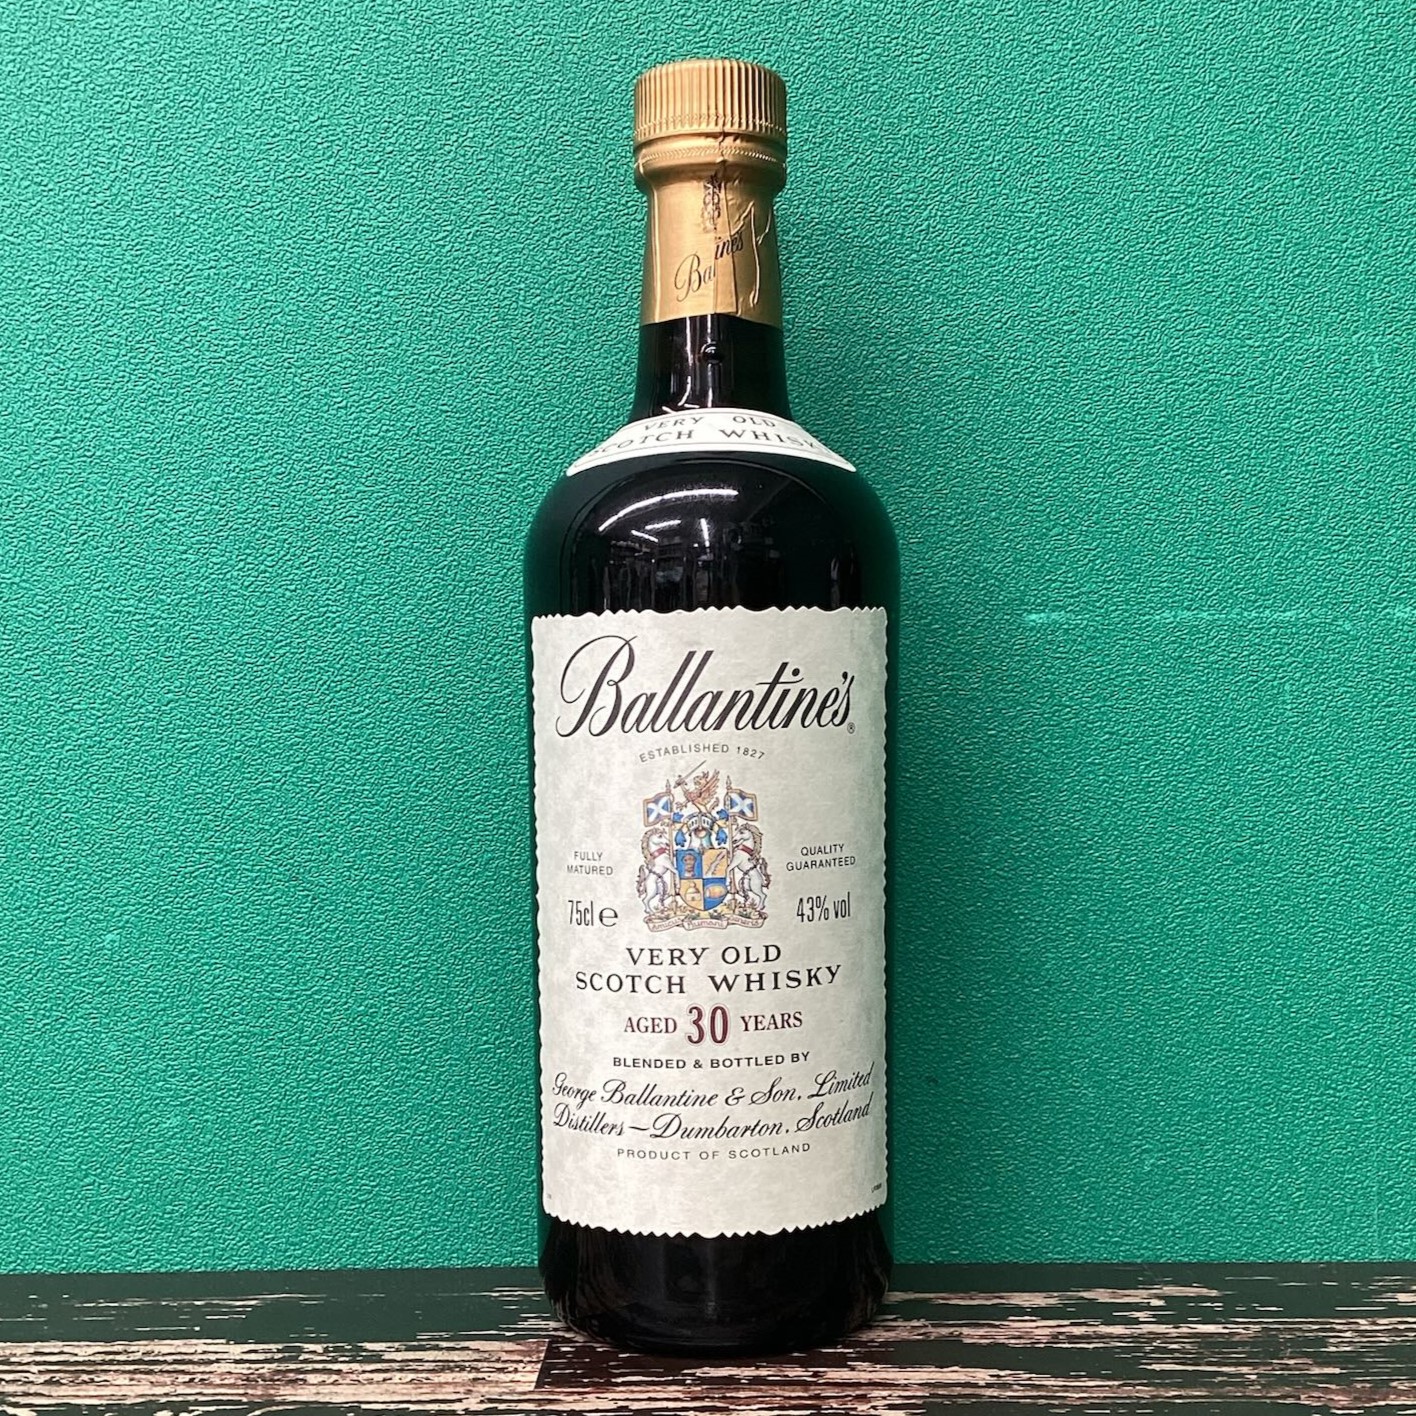 Ballantine's
VERY OLD
SCOTCH WHISKY
Ballantine's®
ESTABLISHED 1827
FULLY
MATURED
QUALITY
GUARANTEED
75cl e
43% vol
VERY OLD
SCOTCH WHISKY
AGED 30 YEARS
BLENDED & BOTTLED BY
George Ballantine & Son, Limited
Distillers — Dumbarton, Scotland
PRODUCT OF SCOTLAND